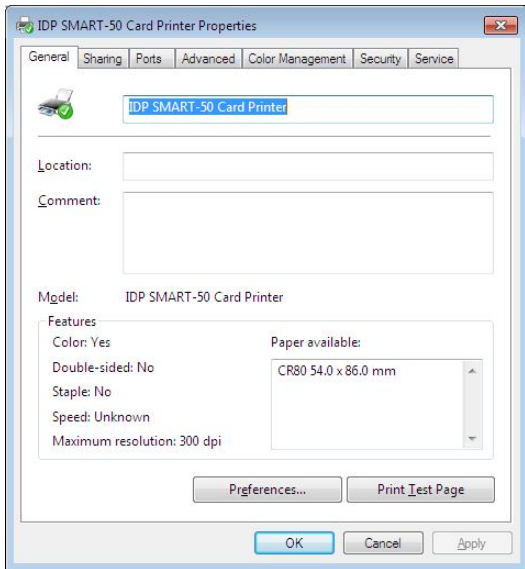 IDP SMART-50 Card Printer Properties
General Sharing Ports Advanced Color Management Security Service
IDP SMART-50 Card Printer
Location:
Comment:
Model: IDP SMART-50 Card Printer
Features
Color: Yes
Paper available:
Double-sided: No
CR80 54.0 x 86.0 mm
Staple: No
Speed: Unknown
Maximum resolution: 300 dpi
Preferences... Print Test Page
OK Cancel Apply